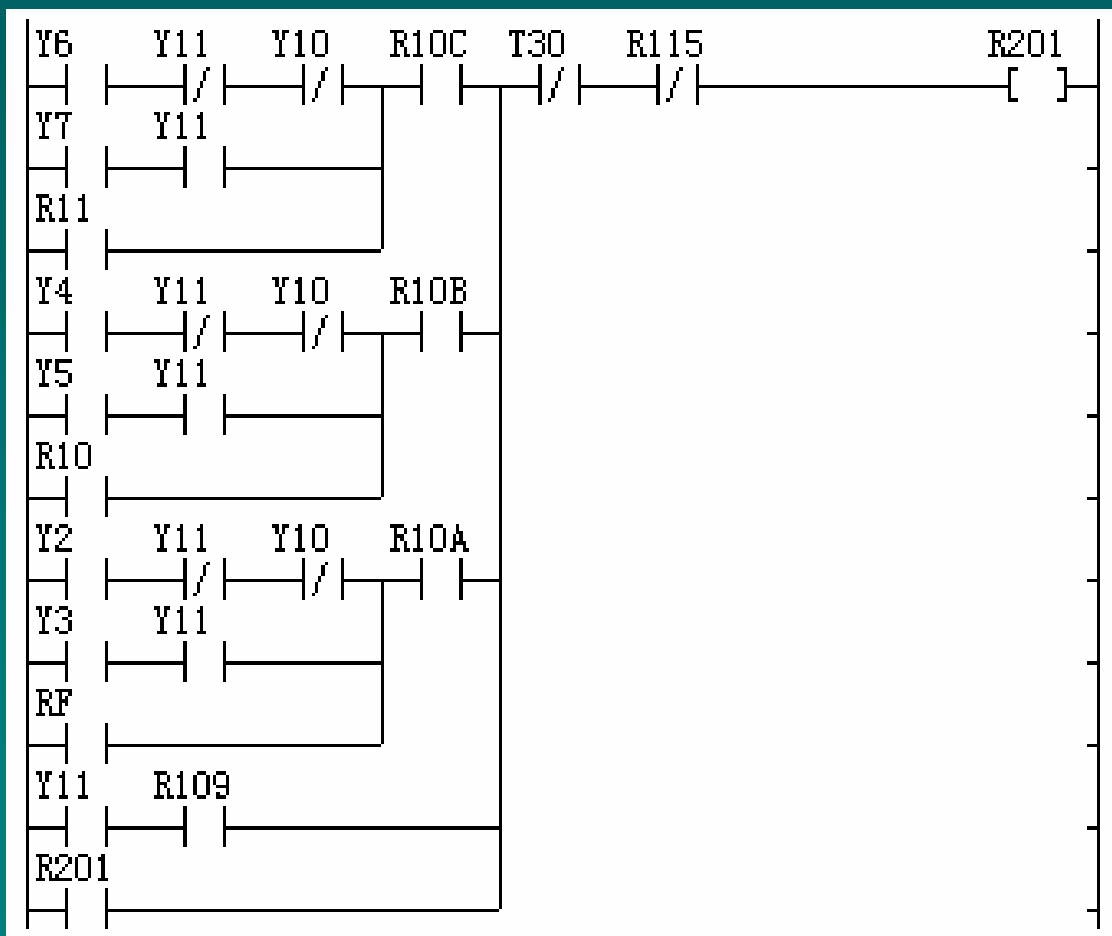 Y6 Y11 Y10 R10C T30 R115 R201
Y7 Y11
R11
Y4 Y11 Y10 R10B
Y5 Y11
R10
Y2 Y11 Y10 R10A
Y3 Y11
RF
Y11 R109
R201